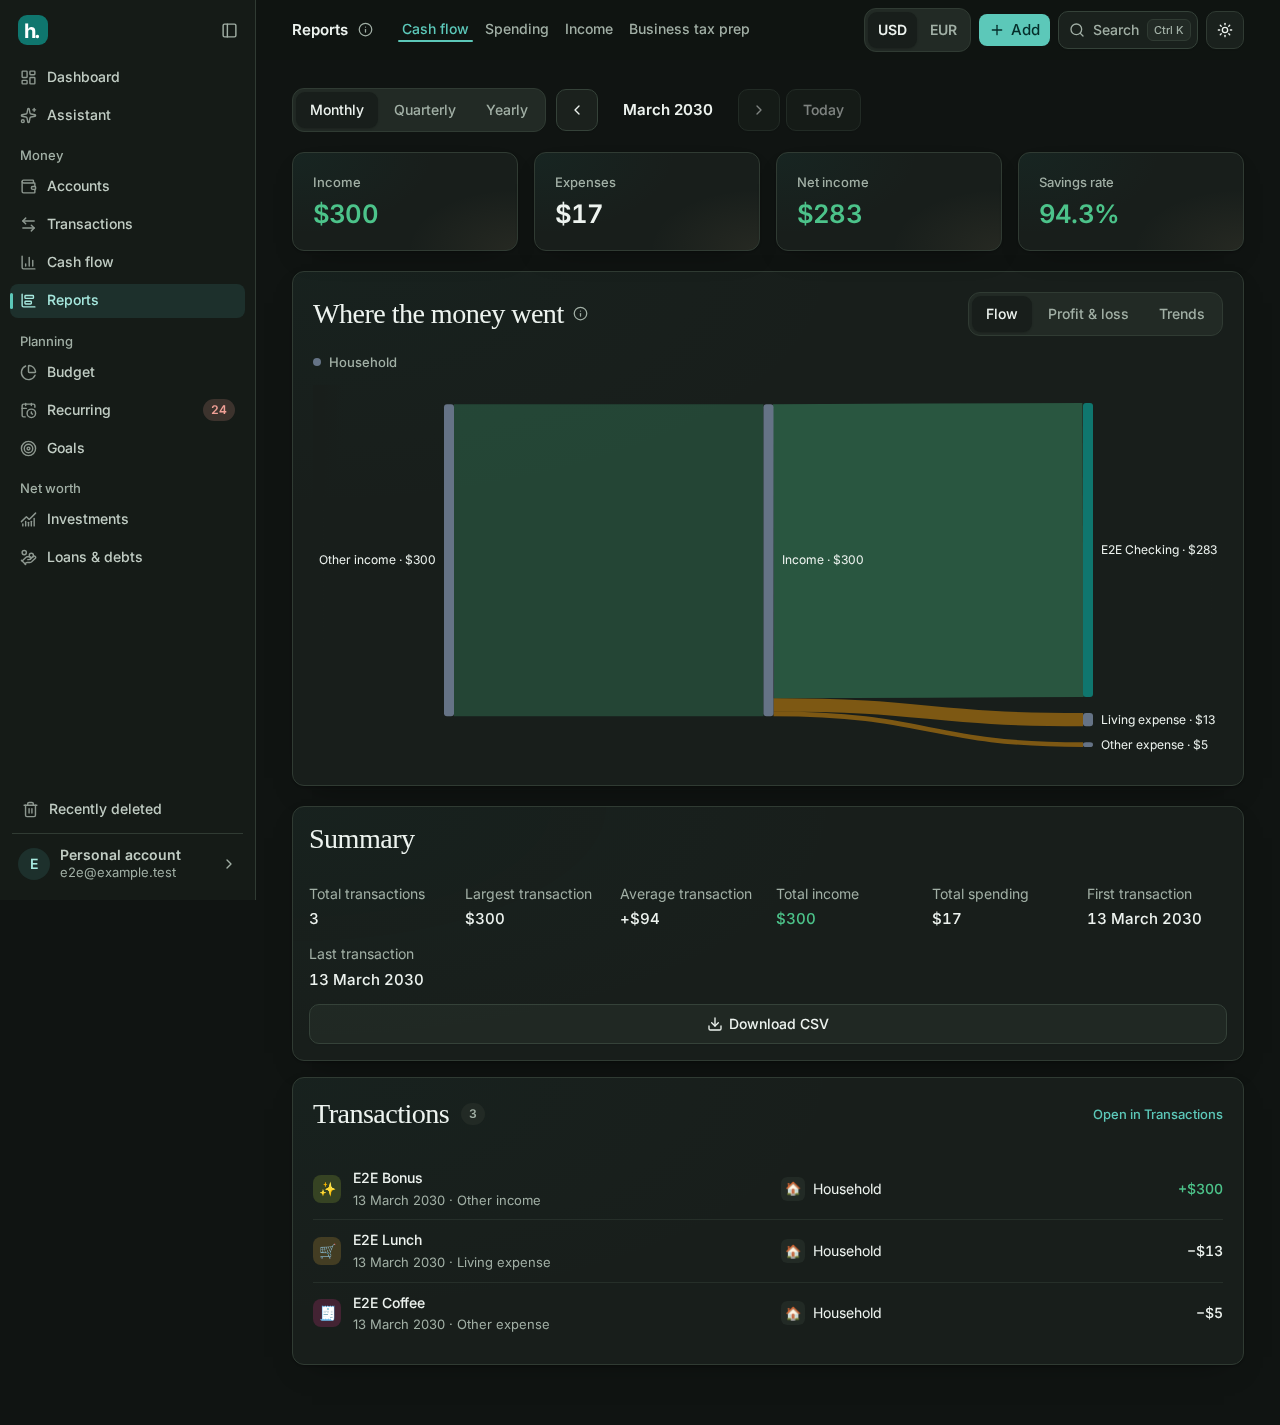 h.
Dashboard
Assistant
Money
Accounts
Transactions
Cash flow
Reports
Planning
Budget
Recurring 24
Goals
Net worth
Investments
Loans & debts
Recently deleted
E
Personal account
e2e@example.test
Reports Cash flow Spending Income Business tax prep USD EUR Add Search Ctrl K
Monthly Quarterly Yearly March 2030 Today
Income
$300
Expenses
$17
Net income
$283
Savings rate
94.3%
Where the money went Flow Profit & loss Trends
Household
Other income · $300
Income · $300
E2E Checking · $283
Living expense · $13
Other expense · $5
Summary
Total transactions
3
Largest transaction
$300
Average transaction
+$94
Total income
$300
Total spending
$17
First transaction
13 March 2030
Last transaction
13 March 2030
Download CSV
Transactions 3 Open in Transactions
E2E Bonus
13 March 2030 · Other income
Household
+$300
E2E Lunch
13 March 2030 · Living expense
Household
−$13
E2E Coffee
13 March 2030 · Other expense
Household
−$5